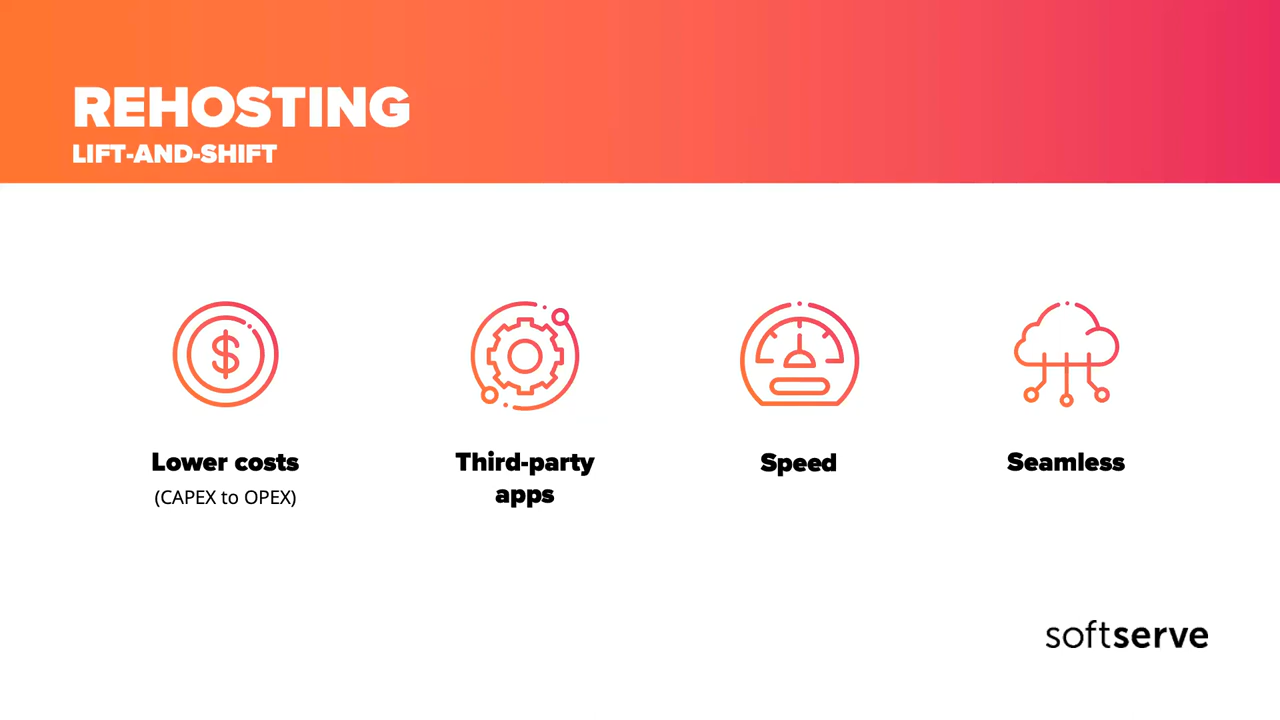 REHOSTING
LIFT-AND-SHIFT
Lower costs
(CAPEX to OPEX)
Third-party
apps
Speed
Seamless
softserve